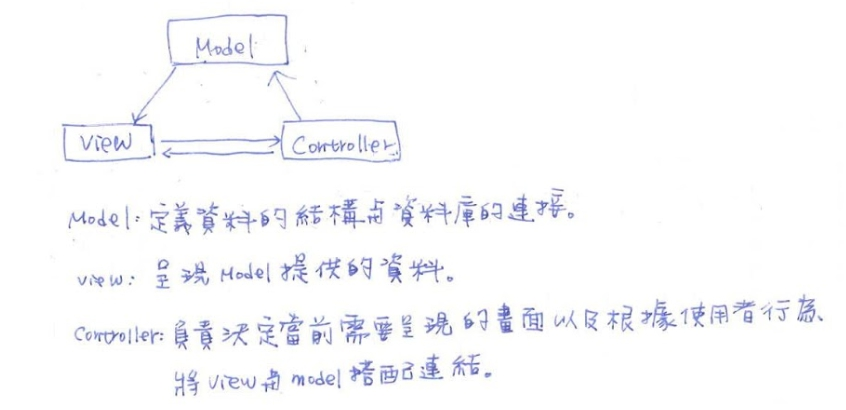 Model
View
Controller
Model: 定義資料的結構與資料庫的連接。
View: 呈現 Model 提供的資料。
Controller: 負責決定當前需要呈現的畫面以及根據使用者行為
將 View 與 model 搭配連結。